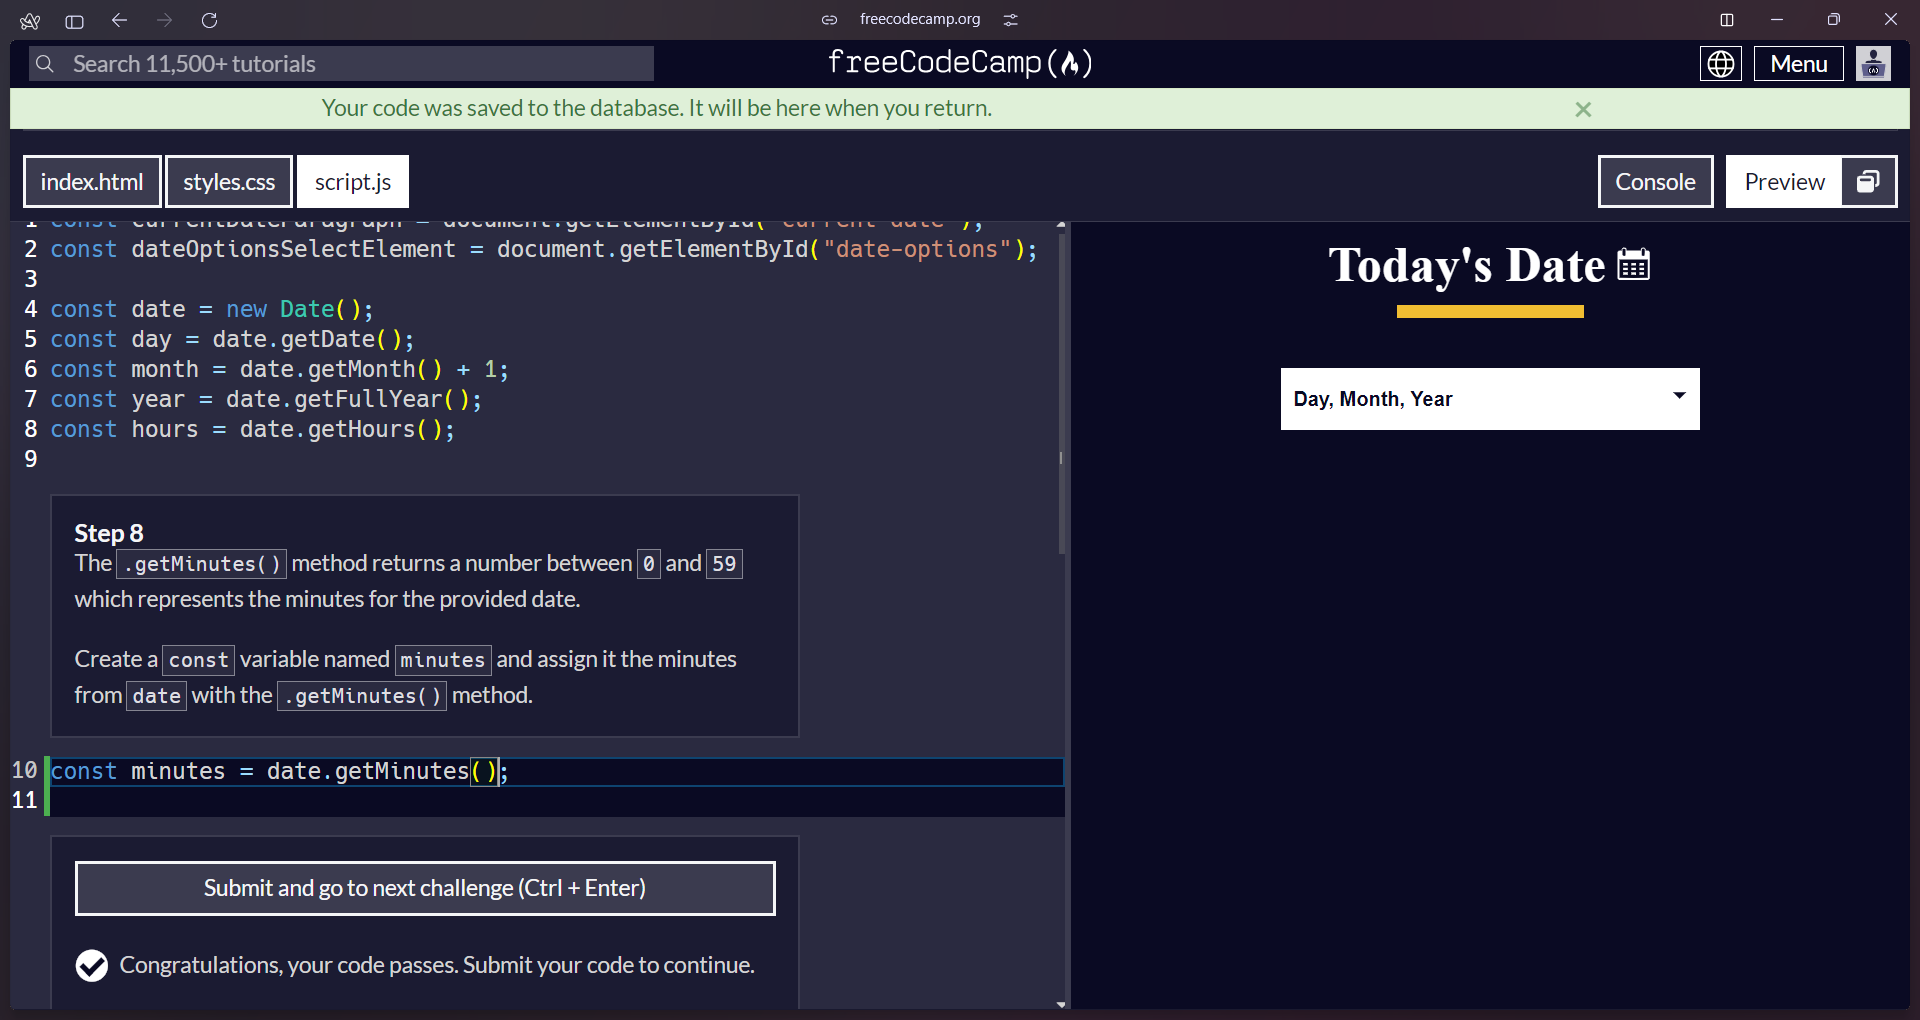 freecodecamp.org
Search 11,500+ tutorials
freeCodeCamp(🔥)
Menu
Your code was saved to the database. It will be here when you return.
×
index.html
styles.css
script.js
Console
Preview
1 const currentDateParagraph = document.getElementById("current-date");
2 const dateOptionsSelectElement = document.getElementById("date-options");
3
4 const date = new Date();
5 const day = date.getDate();
6 const month = date.getMonth() + 1;
7 const year = date.getFullYear();
8 const hours = date.getHours();
9
Step 8
The .getMinutes() method returns a number between 0 and 59
which represents the minutes for the provided date.
Create a const variable named minutes and assign it the minutes
from date with the .getMinutes() method.
10 const minutes = date.getMinutes();
11
Submit and go to next challenge (Ctrl + Enter)
Congratulations, your code passes. Submit your code to continue.
Today's Date
Day, Month, Year